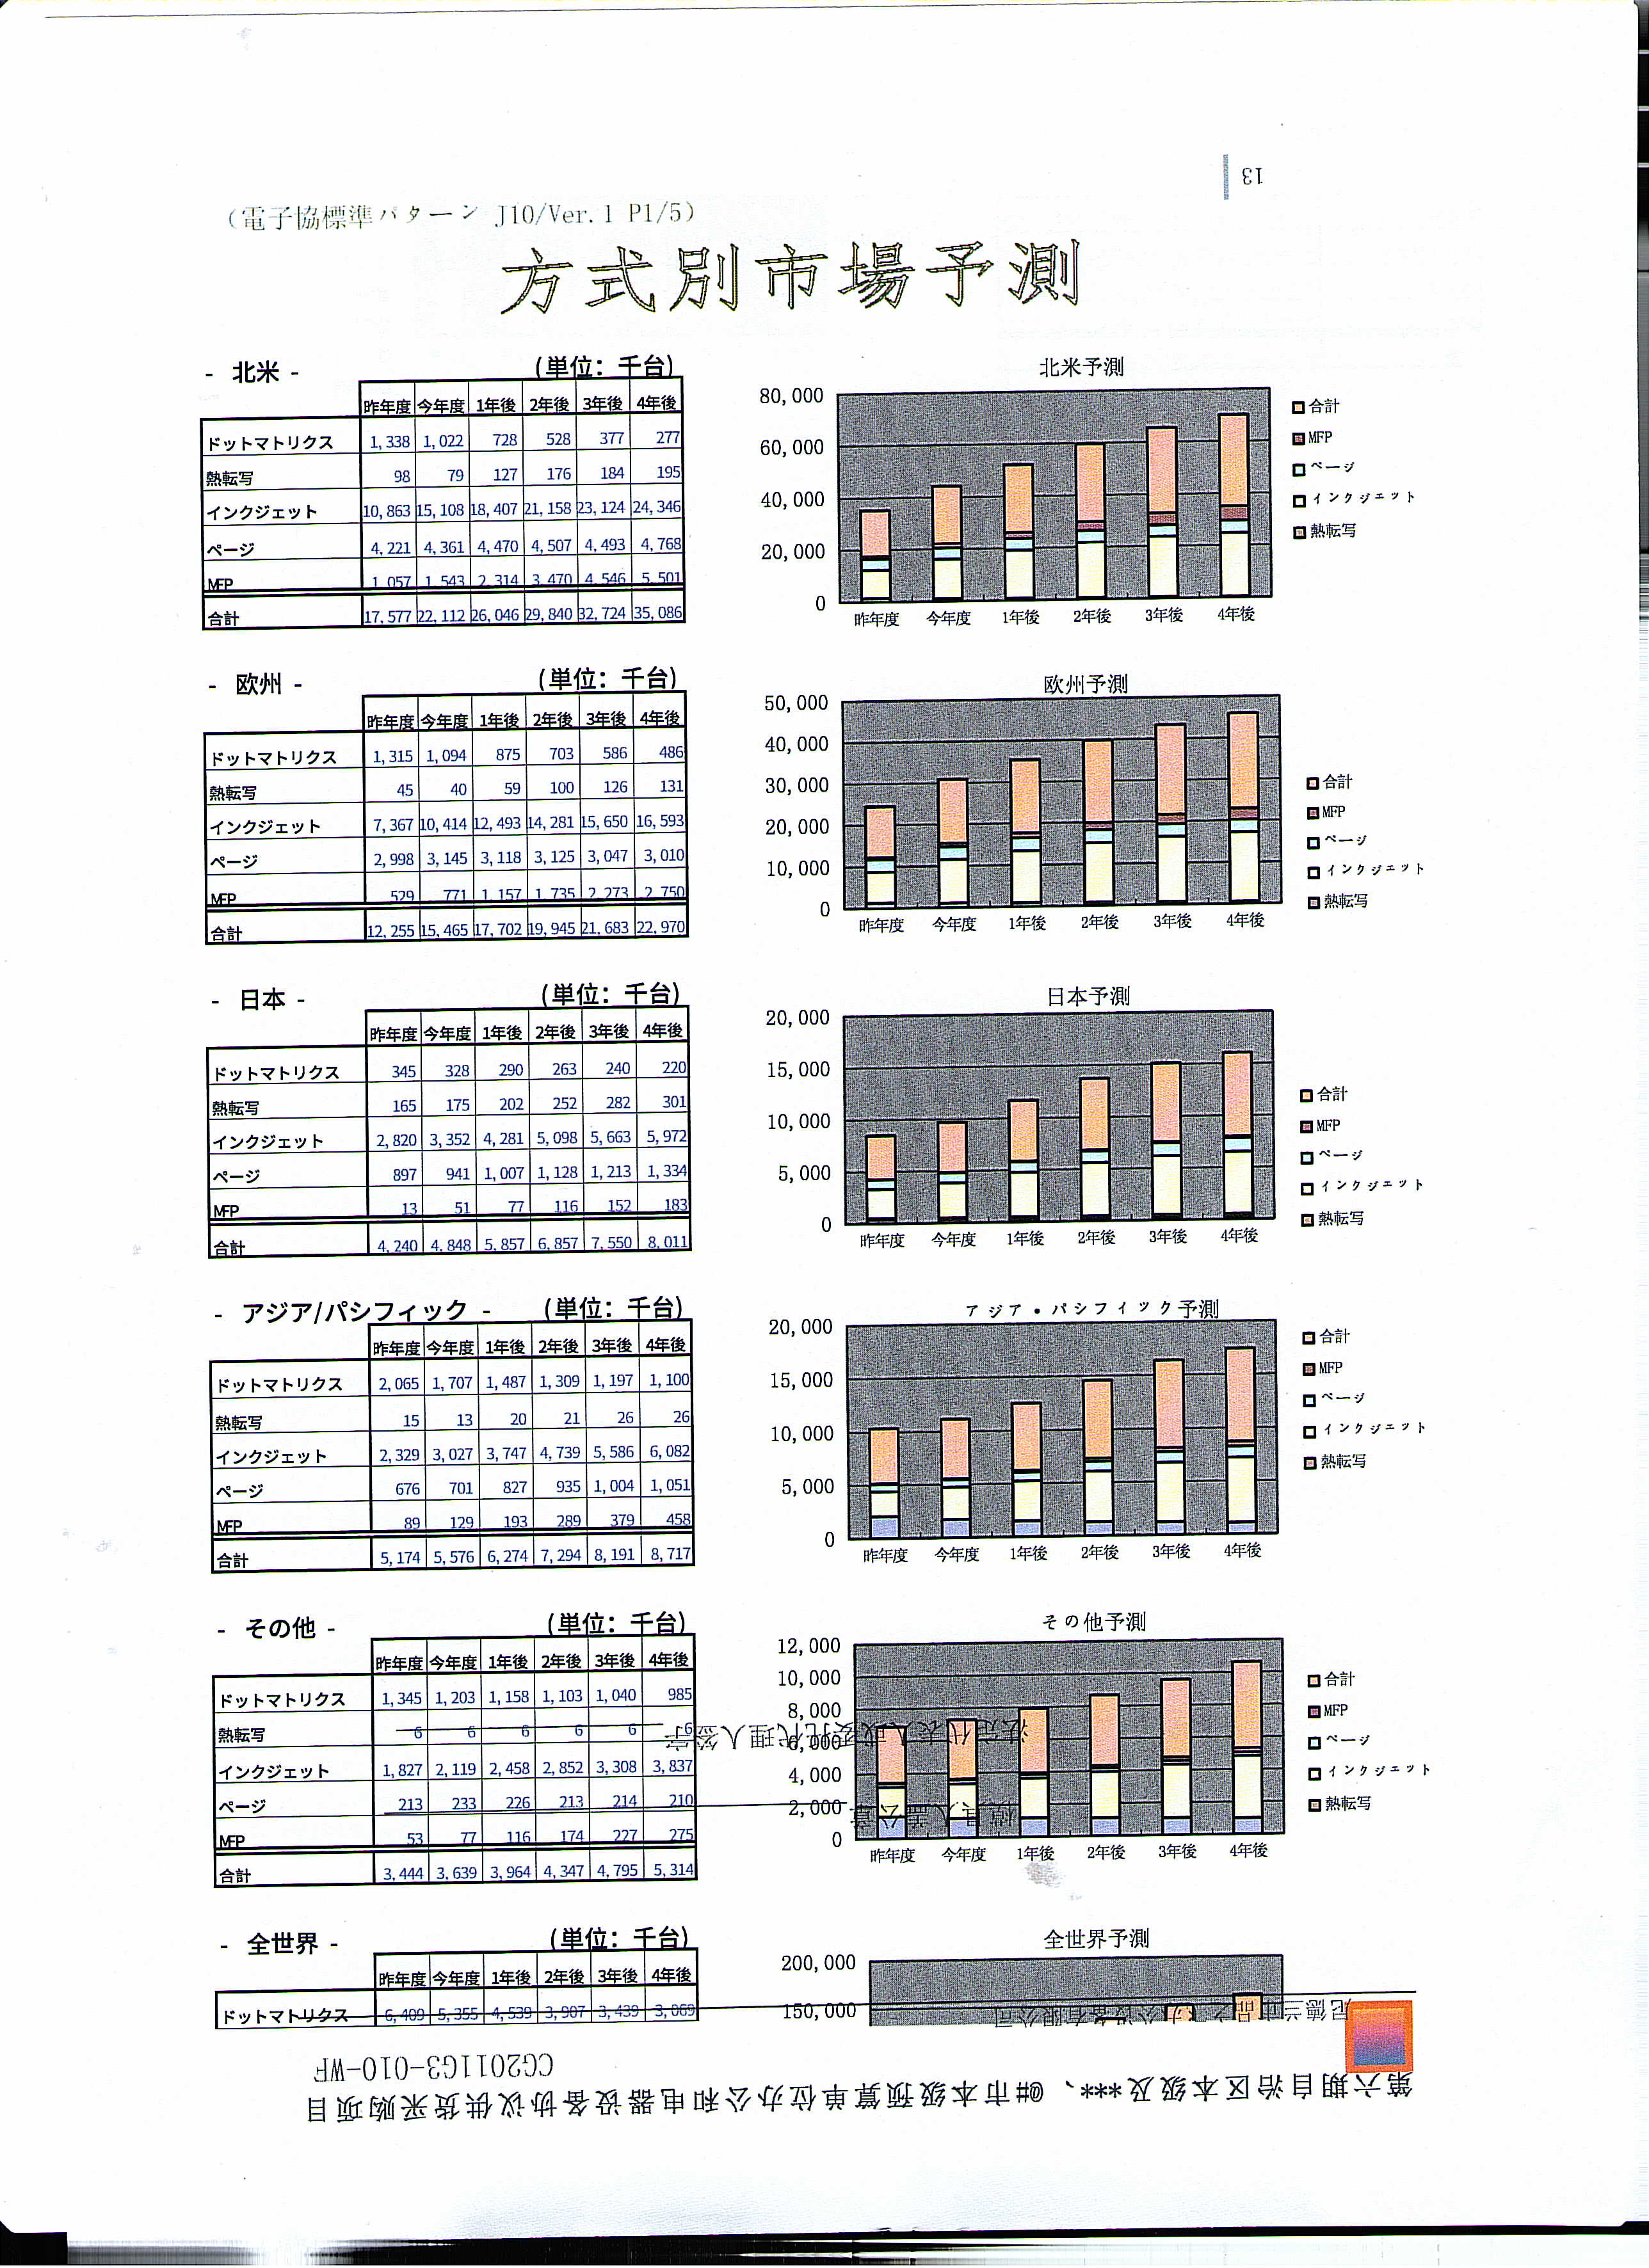 13
（電子協標準パターン J10/Ver.1 P1/5）
方式別市場予測
- 北米 - (単位：千台)
昨年度 今年度 1年後 2年後 3年後 4年後
ドットマトリクス 1,338 1,022 728 528 377 277
熱転写 98 79 127 176 184 195
インクジェット 10,863 15,108 18,407 21,158 23,124 24,346
ページ 4,221 4,361 4,470 4,507 4,493 4,768
MFP 1,057 1,543 2,314 3,470 4,546 5,501
合計 17,577 22,112 26,046 29,840 32,724 35,086
北米予測
80,000
60,000
40,000
20,000
0
昨年度 今年度 1年後 2年後 3年後 4年後
合計
MFP
ページ
インクジェット
熱転写
- 欧州 - (単位：千台)
昨年度 今年度 1年後 2年後 3年後 4年後
ドットマトリクス 1,315 1,094 875 703 586 486
熱転写 45 40 59 100 126 131
インクジェット 7,367 10,414 12,493 14,281 15,650 16,593
ページ 2,998 3,145 3,118 3,125 3,047 3,010
MFP 529 771 1,157 1,735 2,273 2,750
合計 12,255 15,465 17,702 19,945 21,683 22,970
欧州予測
50,000
40,000
30,000
20,000
10,000
0
昨年度 今年度 1年後 2年後 3年後 4年後
合計
MFP
ページ
インクジェット
熱転写
- 日本 - (単位：千台)
昨年度 今年度 1年後 2年後 3年後 4年後
ドットマトリクス 345 328 290 263 240 220
熱転写 165 175 202 252 282 301
インクジェット 2,820 3,352 4,281 5,098 5,663 5,972
ページ 897 941 1,007 1,128 1,213 1,334
MFP 13 51 77 116 152 183
合計 4,240 4,848 5,857 6,857 7,550 8,011
日本予測
20,000
15,000
10,000
5,000
0
昨年度 今年度 1年後 2年後 3年後 4年後
合計
MFP
ページ
インクジェット
熱転写
- アジア/パシフィック - (単位：千台)
昨年度 今年度 1年後 2年後 3年後 4年後
ドットマトリクス 2,065 1,707 1,487 1,309 1,197 1,100
熱転写 15 13 20 21 26 26
インクジェット 2,329 3,027 3,747 4,739 5,586 6,082
ページ 676 701 827 935 1,004 1,051
MFP 89 129 193 289 379 458
合計 5,174 5,576 6,274 7,294 8,191 8,717
アジア・パシフィック予測
20,000
15,000
10,000
5,000
0
昨年度 今年度 1年後 2年後 3年後 4年後
合計
MFP
ページ
インクジェット
熱転写
- その他 - (単位：千台)
昨年度 今年度 1年後 2年後 3年後 4年後
ドットマトリクス 1,345 1,203 1,158 1,103 1,040 985
熱転写 6 6 6 6 6 6
インクジェット 1,827 2,119 2,458 2,852 3,308 3,837
ページ 213 233 226 213 214 210
MFP 53 77 116 174 227 275
合計 3,444 3,639 3,964 4,347 4,795 5,314
その他予測
12,000
10,000
8,000
6,000
4,000
2,000
0
昨年度 今年度 1年後 2年後 3年後 4年後
合計
MFP
ページ
インクジェット
熱転写
法定代表人或委托代理人签字
- 全世界 - (単位：千台)
昨年度 今年度 1年後 2年後 3年後 4年後
ドットマトリクス 6,409 5,355 4,539 3,907 3,439 3,069
全世界予測
200,000
150,000
CG2011G3-010-WF
第六期自治区本级及***、@#市本级预算单位办公和电器设备协议供货采购项目